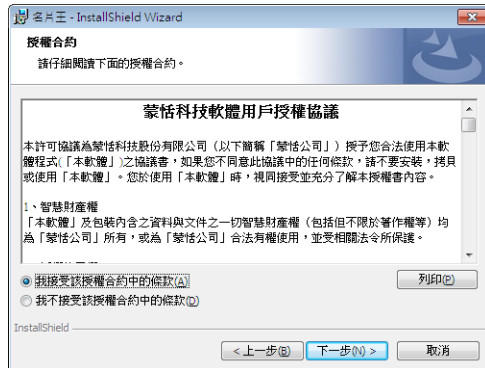 名片王 - InstallShield Wizard
授權合約
請仔細閱讀下面的授權合約。
蒙恬科技軟體用戶授權協議
本許可協議為蒙恬科技股份有限公司（以下簡稱「蒙恬公司」）授予您合法使用本軟
體程式(「本軟體」)之協議書，如果您不同意此協議中的任何條款，請不要安裝，拷貝
或使用「本軟體」。您於使用「本軟體」時，視同接受並充分了解本授權書內容。
1、智慧財產權
「本軟體」及包裝內含之資料與文件之一切智慧財產權（包括但不限於著作權等）均
為「蒙恬公司」所有，或為「蒙恬公司」合法有權使用，並受相關法令所保護。
我接受該授權合約中的條款(A)
列印(P)
我不接受該授權合約中的條款(D)
InstallShield
< 上一步(B)
下一步(N) >
取消